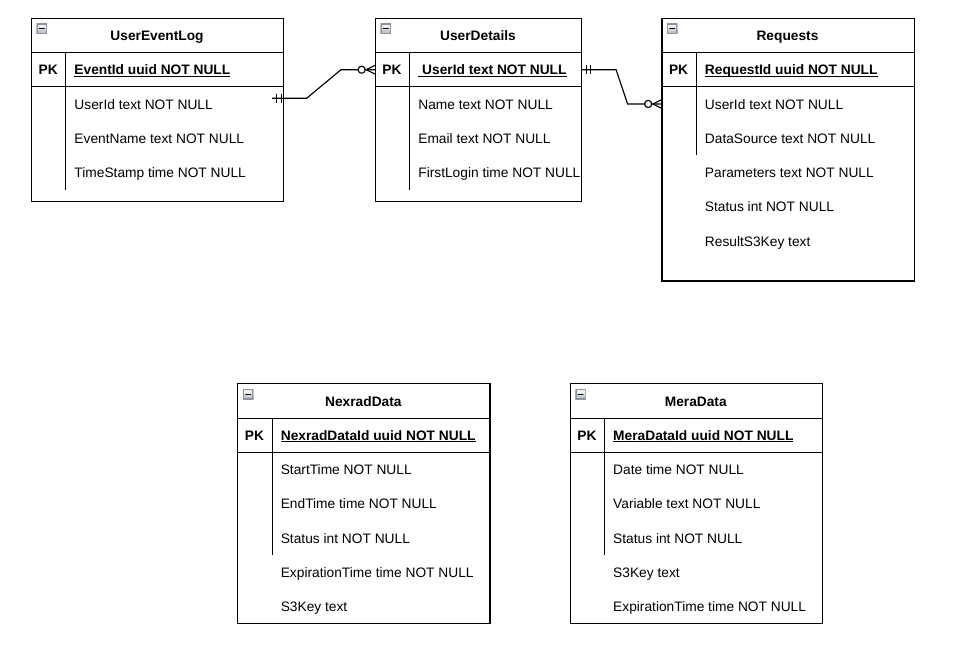 UserEventLog
PK EventId uuid NOT NULL
UserId text NOT NULL
EventName text NOT NULL
TimeStamp time NOT NULL
UserDetails
PK UserId text NOT NULL
Name text NOT NULL
Email text NOT NULL
FirstLogin time NOT NULL
Requests
PK RequestId uuid NOT NULL
UserId text NOT NULL
DataSource text NOT NULL
Parameters text NOT NULL
Status int NOT NULL
ResultS3Key text
NexradData
PK NexradDataId uuid NOT NULL
StartTime NOT NULL
EndTime time NOT NULL
Status int NOT NULL
ExpirationTime time NOT NULL
S3Key text
MeraData
PK MeraDataId uuid NOT NULL
Date time NOT NULL
Variable text NOT NULL
Status int NOT NULL
S3Key text
ExpirationTime time NOT NULL